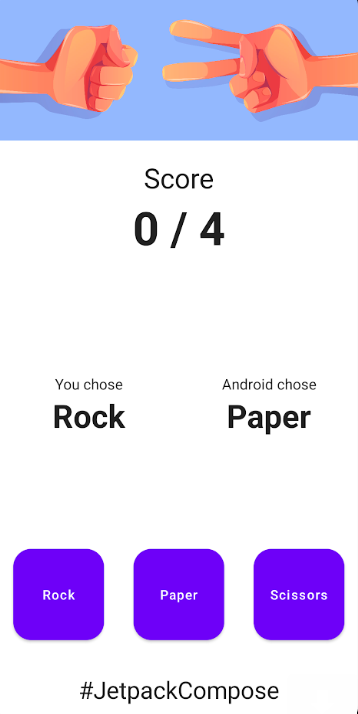 Score
0 / 4
You chose
Android chose
Rock
Paper
Rock
Paper
Scissors
#JetpackCompose